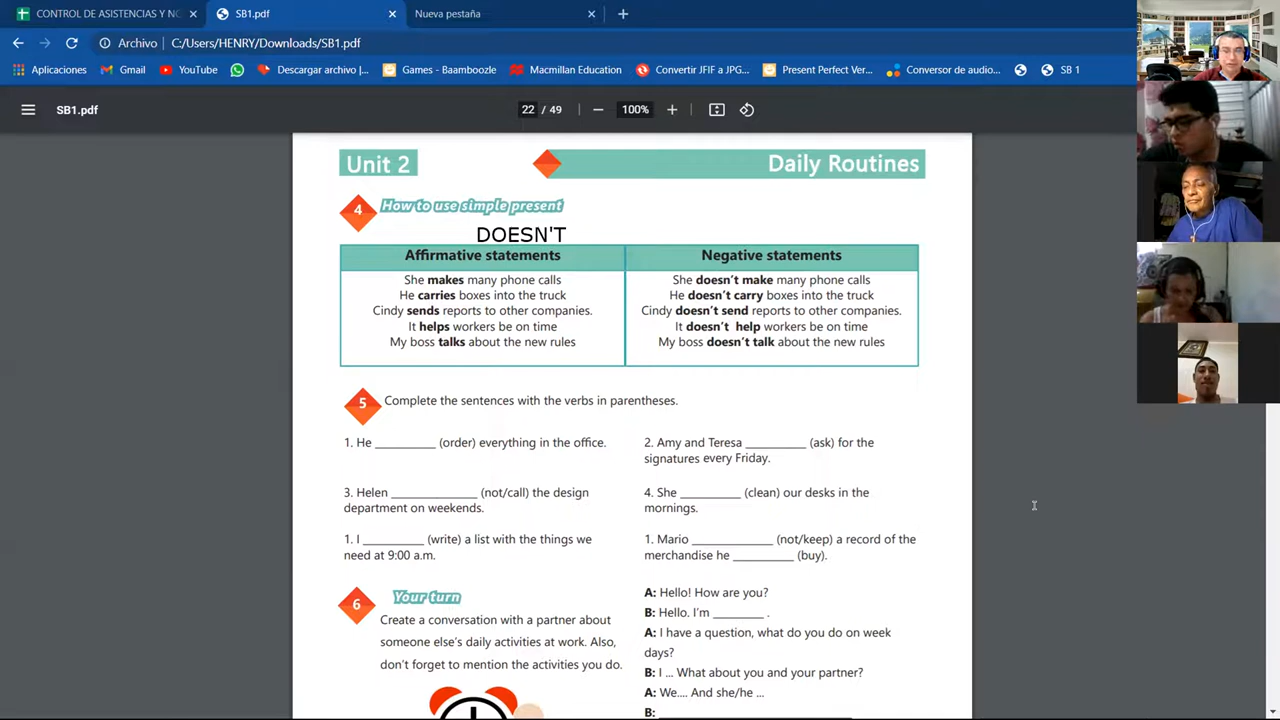 CONTROL DE ASISTENCIAS Y NO
SB1.pdf
Nueva pestaña
Archivo
C:/Users/HENRY/Downloads/SB1.pdf
Aplicaciones
Gmail
YouTube
Descargar archivo |...
Games - Baamboozle
Macmillan Education
Convertir JFIF a JPG...
Present Perfect Ver...
Conversor de audio...
SB 1
SB1.pdf
22 / 49
100%
Unit 2
Daily Routines
4
How to use simple present
DOESN'T
Affirmative statements
She makes many phone calls
He carries boxes into the truck
Cindy sends reports to other companies.
It helps workers be on time
My boss talks about the new rules
Negative statements
She doesn't make many phone calls
He doesn't carry boxes into the truck
Cindy doesn't send reports to other companies.
It doesn't help workers be on time
My boss doesn't talk about the new rules
5
Complete the sentences with the verbs in parentheses.
1. He _________ (order) everything in the office.
2. Amy and Teresa _________ (ask) for the
signatures every Friday.
3. Helen _____________ (not/call) the design
department on weekends.
4. She _________ (clean) our desks in the
mornings.
1. I _________ (write) a list with the things we
need at 9:00 a.m.
1. Mario ____________ (not/keep) a record of the
merchandise he _________ (buy).
6
Your turn
Create a conversation with a partner about
someone else's daily activities at work. Also,
don't forget to mention the activities you do.
A: Hello! How are you?
B: Hello. I'm ________ .
A: I have a question, what do you do on week
days?
B: I ... What about you and your partner?
A: We.... And she/he ...
B: